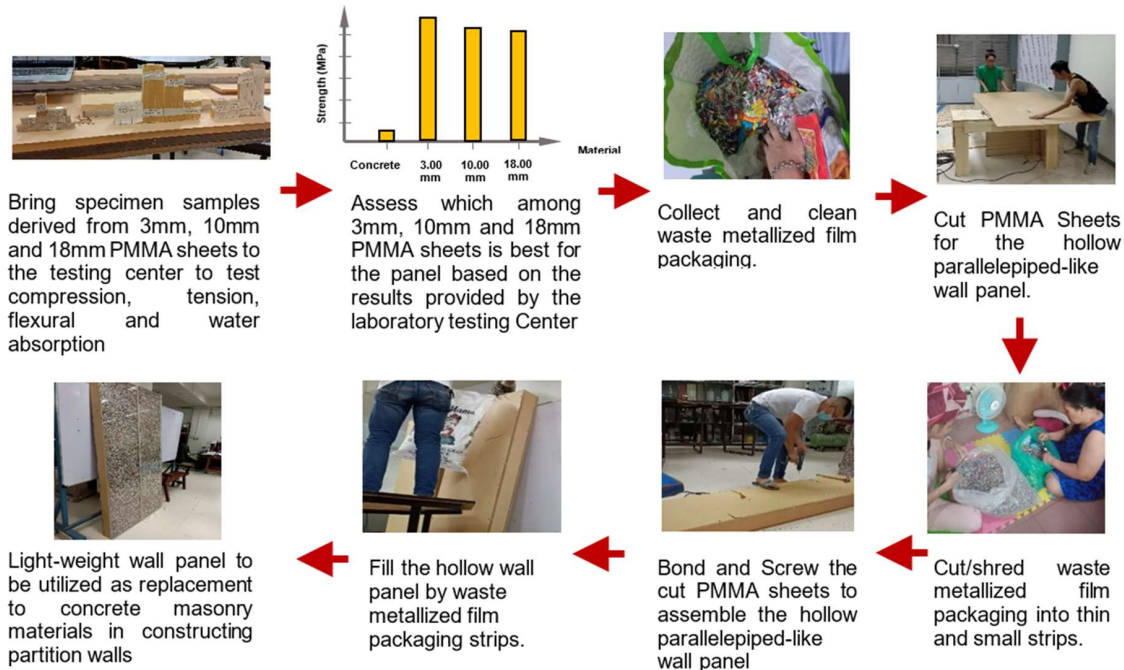 Strength (MPa)
Concrete
3.00
mm
10.00
mm
18.00
mm
Material
Bring specimen samples
derived from 3mm, 10mm
and 18mm PMMA sheets to
the testing center to test
compression, tension,
flexural and water
absorption
Assess which among
3mm, 10mm and 18mm
PMMA sheets is best for
the panel based on the
results provided by the
laboratory testing Center
Collect and clean
waste metallized film
packaging.
Cut PMMA Sheets
for the hollow
parallelepiped-like
wall panel.
Cut/shred waste
metallized film
packaging into thin
and small strips.
Bond and Screw the
cut PMMA sheets to
assemble the hollow
parallelepiped-like
wall panel
Fill the hollow wall
panel by waste
metallized film
packaging strips.
Light-weight wall panel to
be utilized as replacement
to concrete masonry
materials in constructing
partition walls